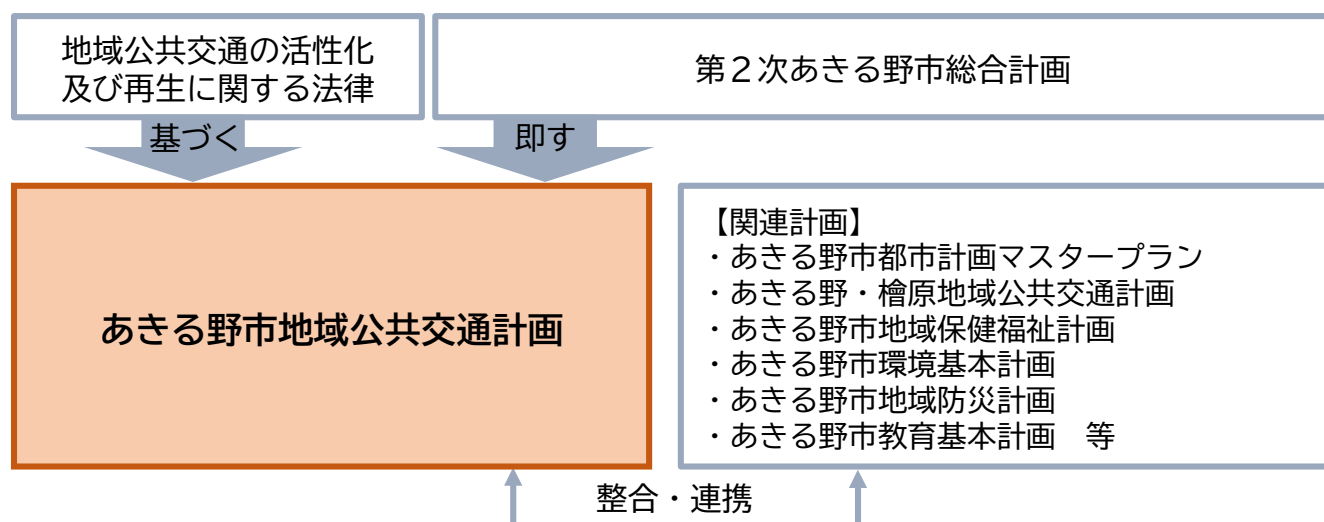 地域公共交通の活性化
及び再生に関する法律
第２次あきる野市総合計画
基づく
即す
あきる野市地域公共交通計画
【関連計画】
・あきる野市都市計画マスタープラン
・あきる野・檜原地域公共交通計画
・あきる野市地域保健福祉計画
・あきる野市環境基本計画
・あきる野市地域防災計画
・あきる野市教育基本計画　等
整合・連携